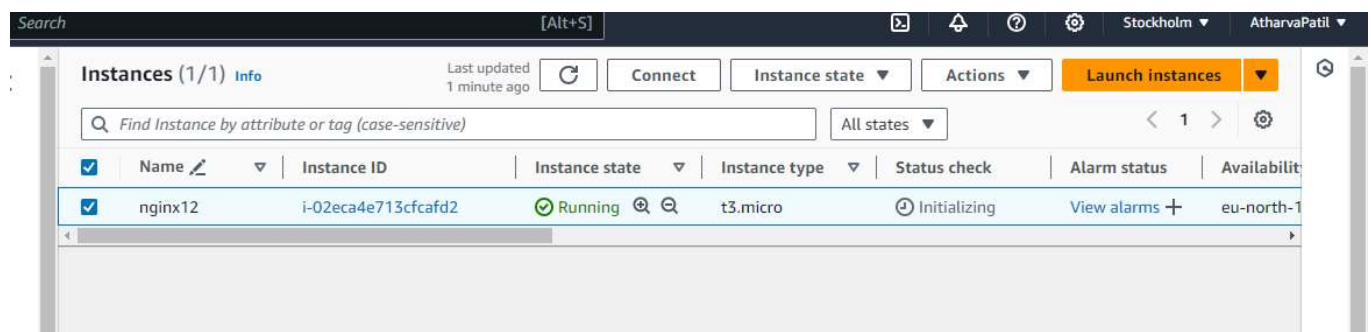 Search [Alt+S] Stockholm ▼ AtharvaPatil ▼
Instances (1/1) Info Last updated 1 minute ago Connect Instance state ▼ Actions ▼ Launch instances ▼
Find Instance by attribute or tag (case-sensitive) All states ▼ < 1 >
Name Instance ID Instance state Instance type Status check Alarm status Availabilit
nginx12 i-02eca4e713cfcafd2 Running t3.micro Initializing View alarms + eu-north-1